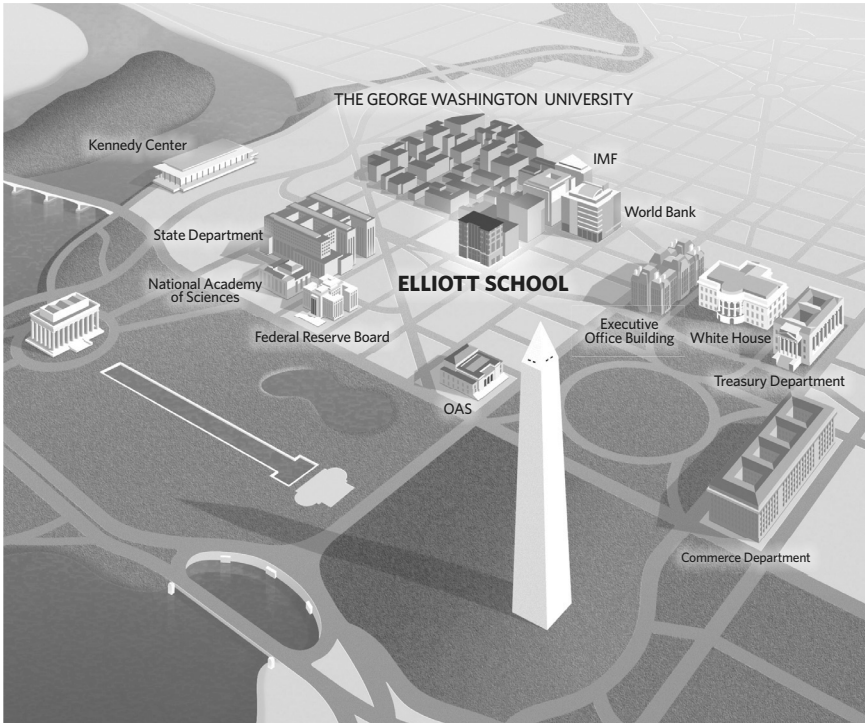 THE GEORGE WASHINGTON UNIVERSITY
Kennedy Center
IMF
World Bank
State Department
ELLIOTT SCHOOL
National Academy
of Sciences
Federal Reserve Board
Executive
Office Building
White House
Treasury Department
OAS
Commerce Department